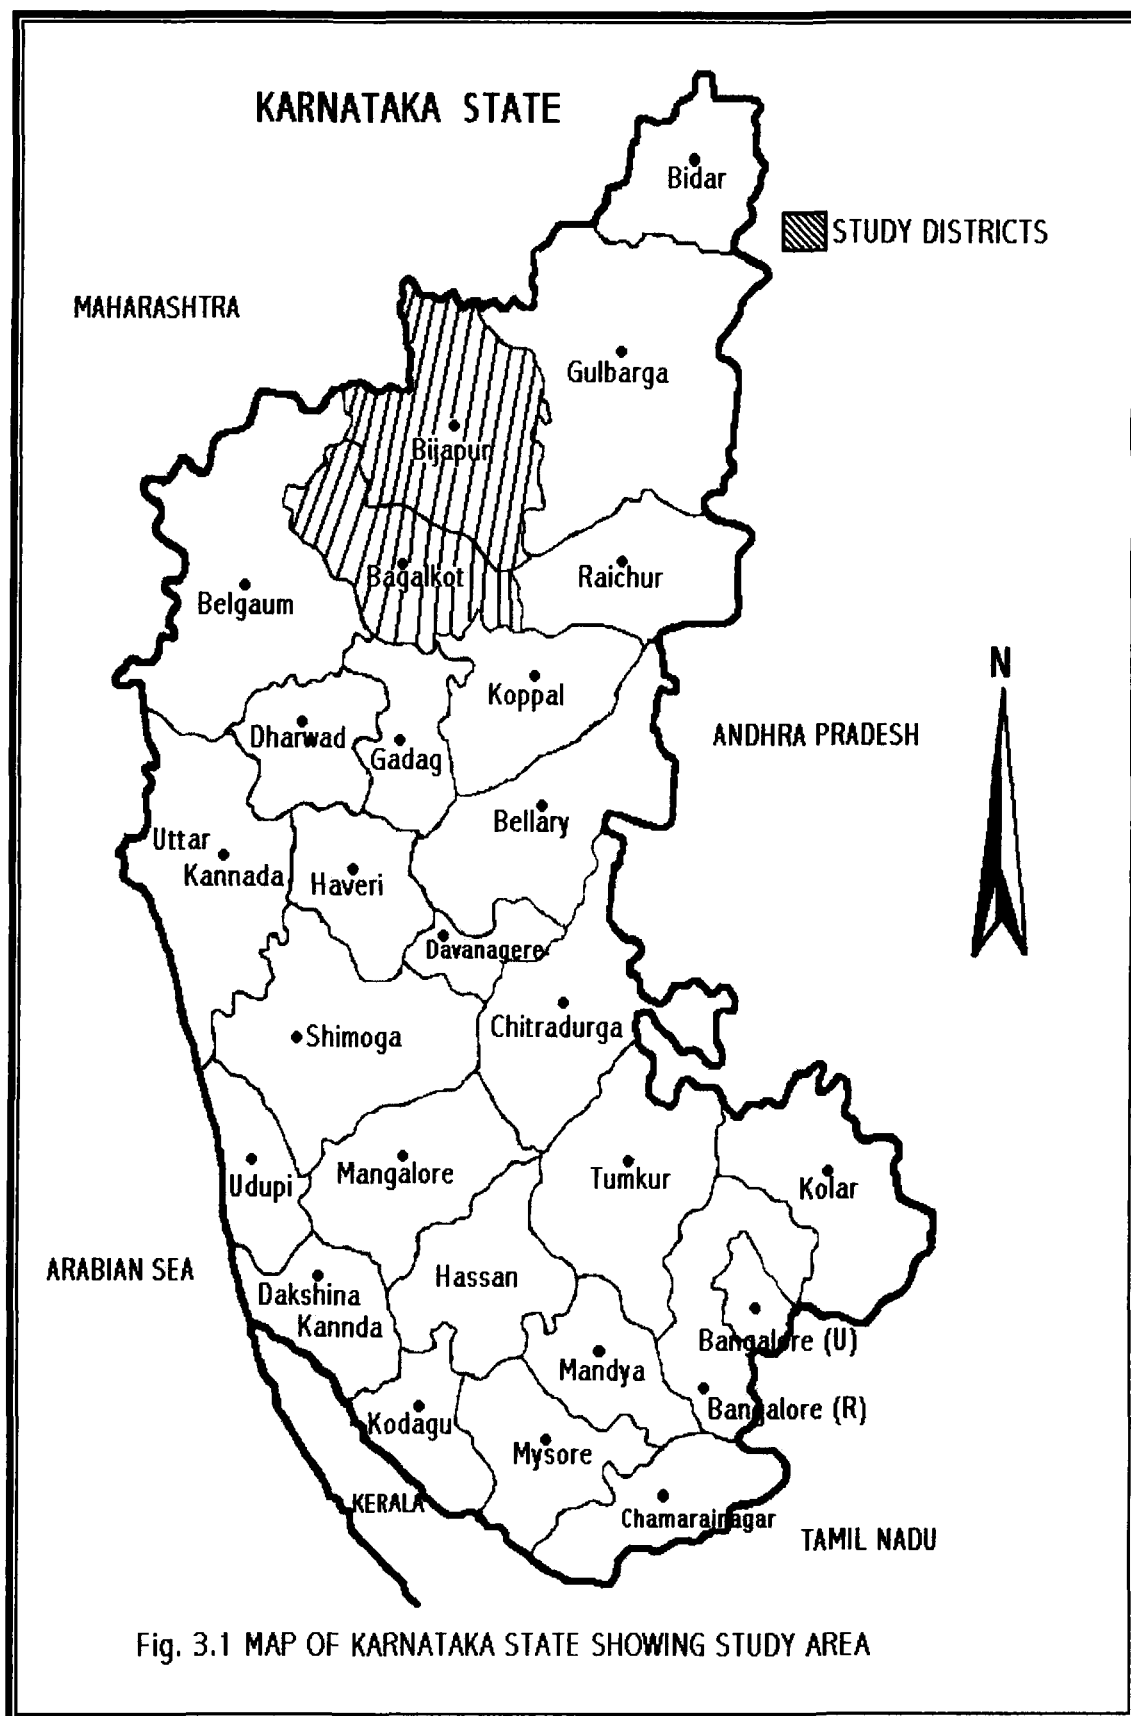 KARNATAKA STATE
Bidar
STUDY DISTRICTS
MAHARASHTRA
Gulbarga
Bijapur
Bagalkot
Raichur
Belgaum
N
Koppal
Dharwad
Gadag
ANDHRA PRADESH
Bellary
Uttar
Kannada
Haveri
Davanagere
Chitradurga
Shimoga
Mangalore
Udupi
Tumkur
Kolar
ARABIAN SEA
Hassan
Dakshina
Kannda
Bangalore (U)
Mandya
Bangalore (R)
Kodagu
Mysore
KERALA
Chamarajnagar
TAMIL NADU
Fig. 3.1 MAP OF KARNATAKA STATE SHOWING STUDY AREA